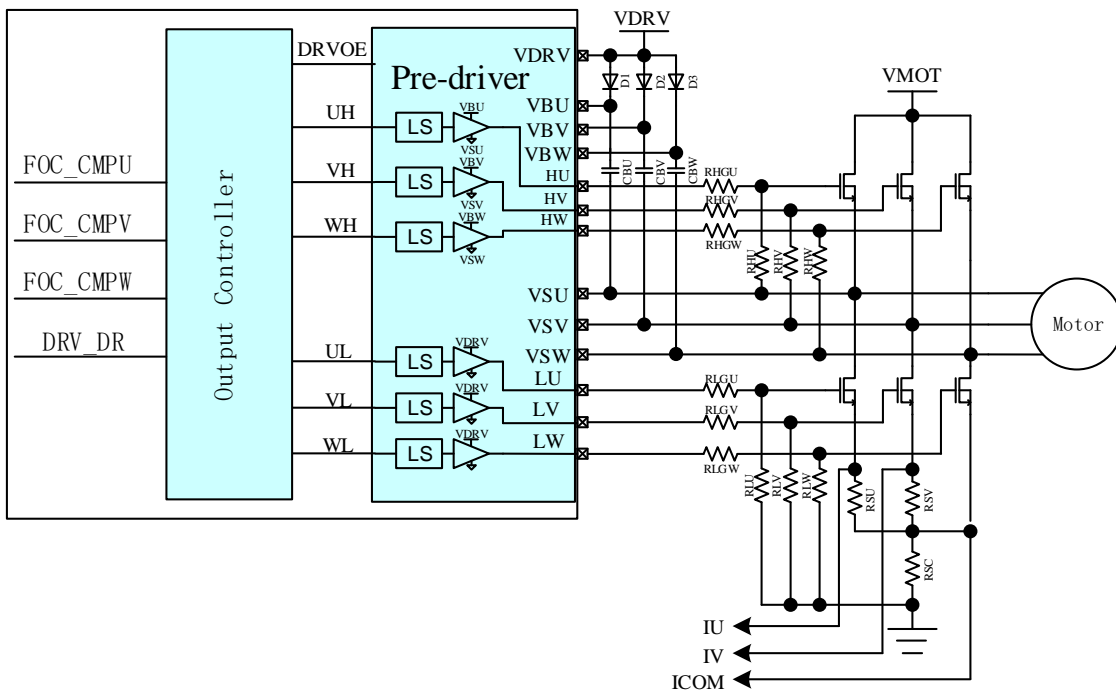 VDRV
DRVOE
VDRV
Pre-driver
D1
D2
D3
VMOT
VBU
VBV
VBW
UH
LS
VBU
VSU
CBU
CBV
CBW
FOC_CMPU
VH
LS
VBV
VSV
HU
RHGU
HV
RHGV
FOC_CMPV
WH
LS
VBW
VSW
HW
RHGW
RHU
RHV
RHW
FOC_CMPW
Output Controller
VSU
VSV
Motor
DRV_DR
VSW
UL
LS
VDRV
LU
RLGU
VL
LS
VDRV
LV
RLGV
WL
LS
VDRV
LW
RLGW
RLU
RLV
RLW
RSU
RSV
RSC
IU
IV
ICOM